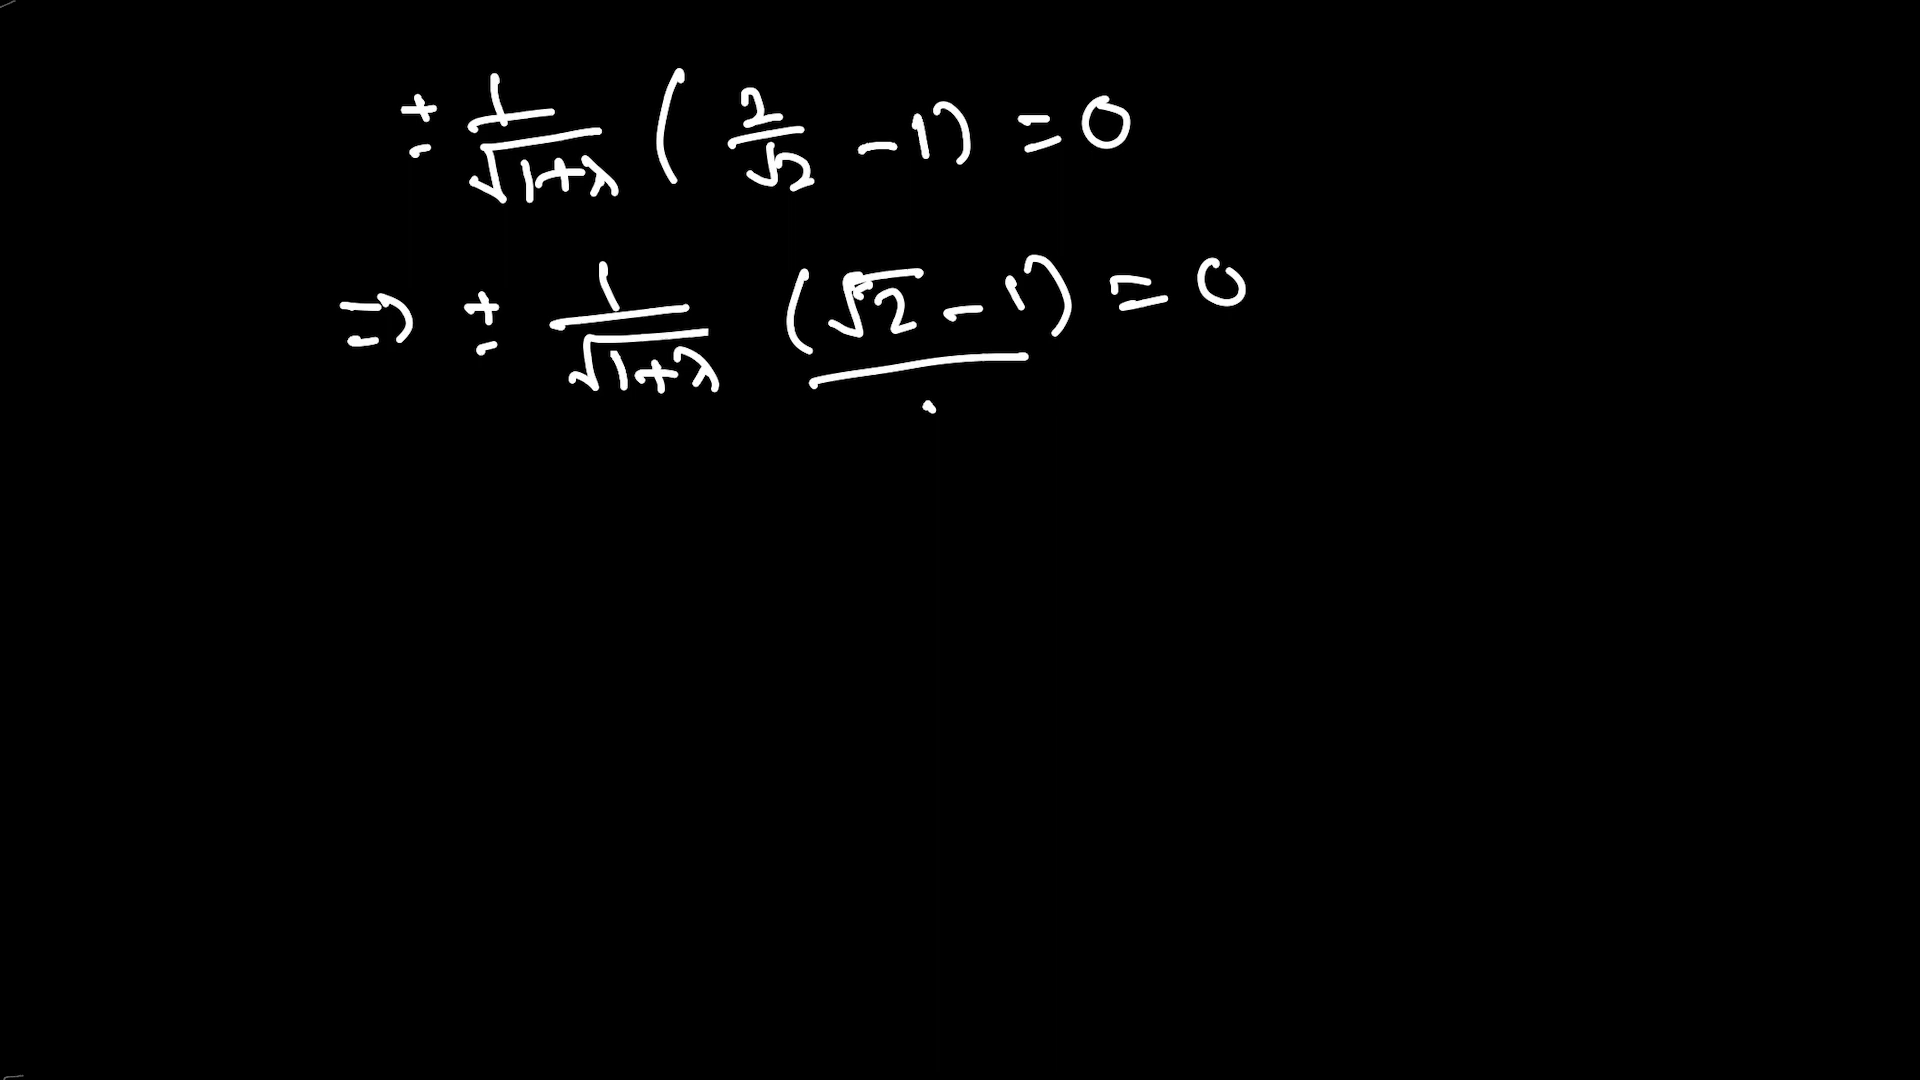 ± 1/√(1+λ) ( 2/√2 - 1) = 0
⇒ ± 1/√(1+λ) (√2 - 1) = 0